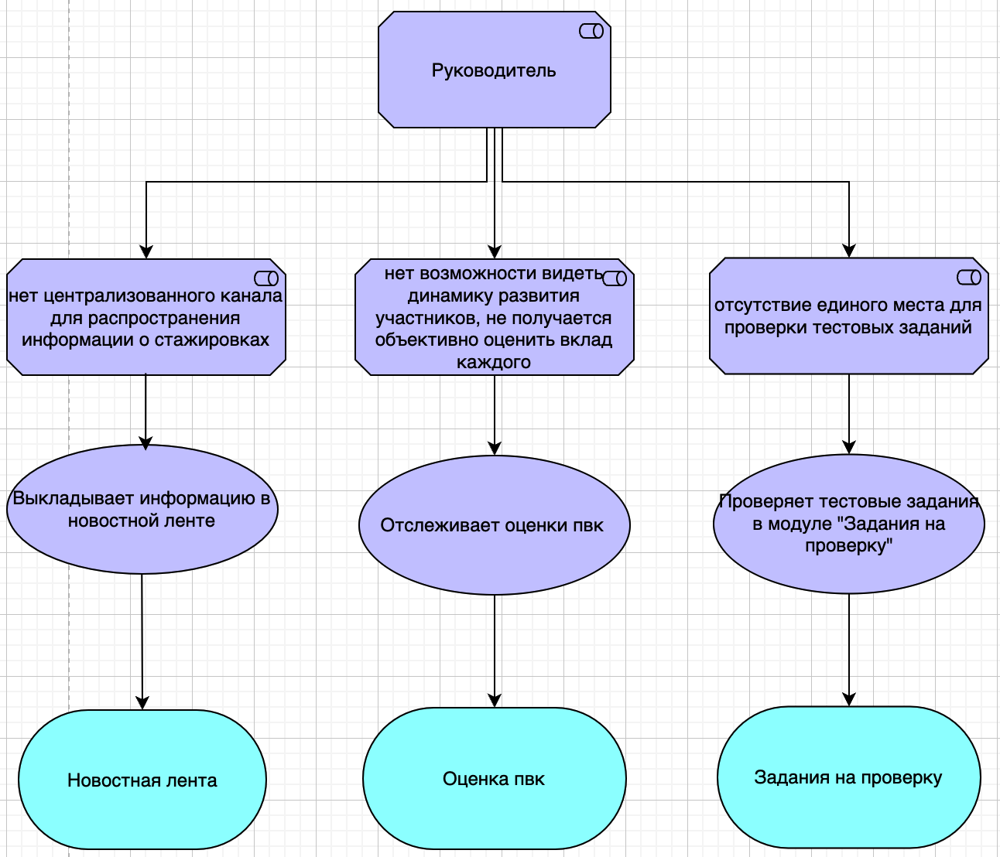 Руководитель
нет централизованного канала
для распространения
информации о стажировках
нет возможности видеть
динамику развития
участников, не получается
объективно оценить вклад
каждого
отсутствие единого места для
проверки тестовых заданий
Выкладывает информацию в
новостной ленте
Отслеживает оценки пвк
Проверяет тестовые задания
в модуле "Задания на
проверку"
Новостная лента
Оценка пвк
Задания на проверку